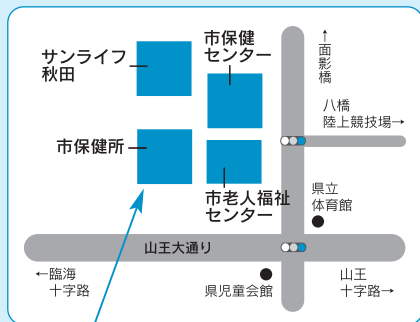 サンライフ
秋田
市保健
センター
↑
面影橋
八橋
陸上競技場→
市保健所
市老人福祉
センター
県立
体育館
山王大通り
←臨海
十字路
県児童会館
山王
十字路→